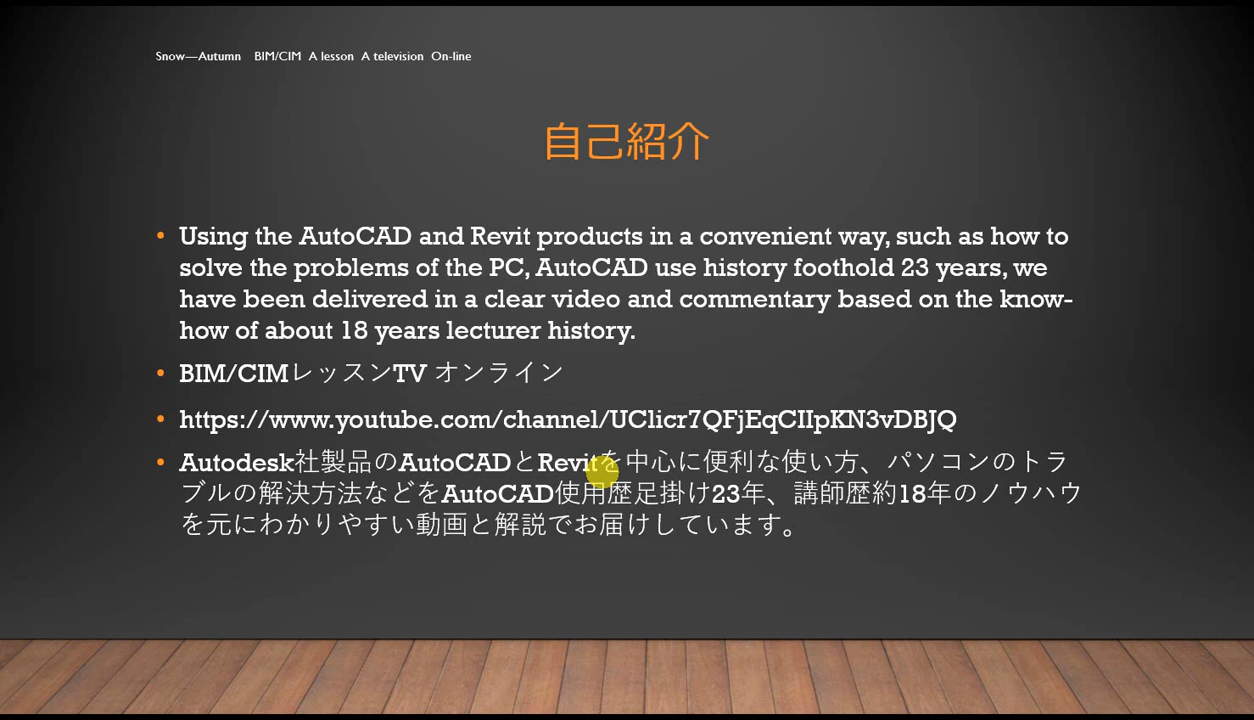 Snow—Autumn BIM/CIM A lesson A television On-line
自己紹介
• Using the AutoCAD and Revit products in a convenient way, such as how to
solve the problems of the PC, AutoCAD use history foothold 23 years, we
have been delivered in a clear video and commentary based on the know-
how of about 18 years lecturer history.
• BIM/CIMレッスンTV オンライン
• https://www.youtube.com/channel/UClicr7QFjEqCIIpKN3vDBJQ
• Autodesk社製品のAutoCADとRevitを中心に便利な使い方、パソコンのトラ
ブルの解決方法などをAutoCAD使用歴足掛け23年、講師歴約18年のノウハウ
を元にわかりやすい動画と解説でお届けしています。